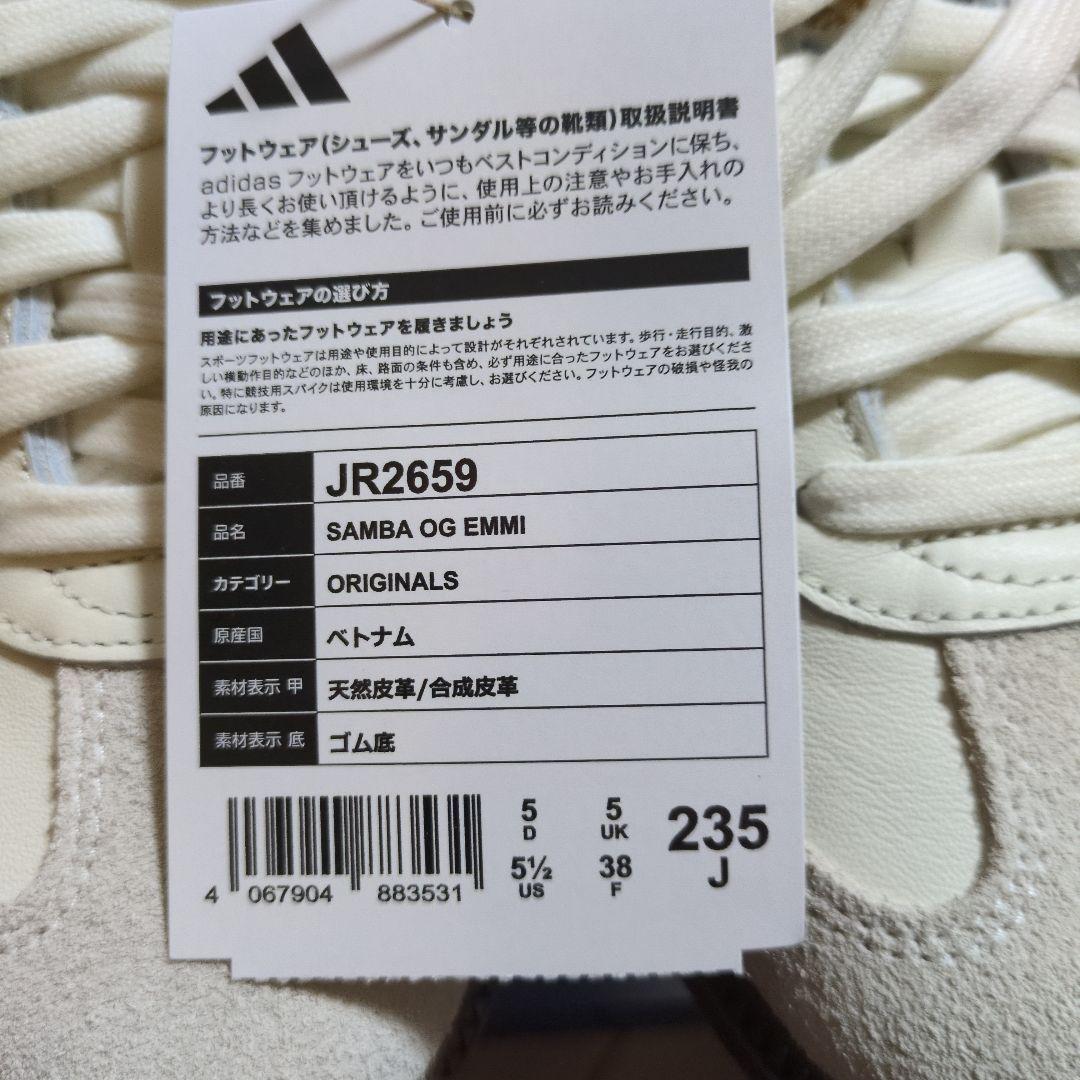 フットウェア(シューズ、サンダル等の靴類)取扱説明書
adidas フットウェアをいつもベストコンディションに保ち、
より長くお使い頂けるように、使用上の注意やお手入れの
方法などを集めました。ご使用前に必ずお読みください。
フットウェアの選び方
用途にあったフットウェアを履きましょう
スポーツフットウェアは用途や使用目的によって設計がそれぞれされています。歩行・走行目的、激
しい横動作目的などのほか、床、路面の条件も含め、必ず用途に合ったフットウェアをお選びくださ
い。特に競技用スパイクは使用環境を十分に考慮し、お選びください。フットウェアの破損や怪我の
原因になります。
品番 JR2659
品名 SAMBA OG EMMI
カテゴリー ORIGINALS
原産国 ベトナム
素材表示 甲 天然皮革/合成皮革
素材表示 底 ゴム底
5 5 235
D UK J
5½ 38
US F
4 067904 883531